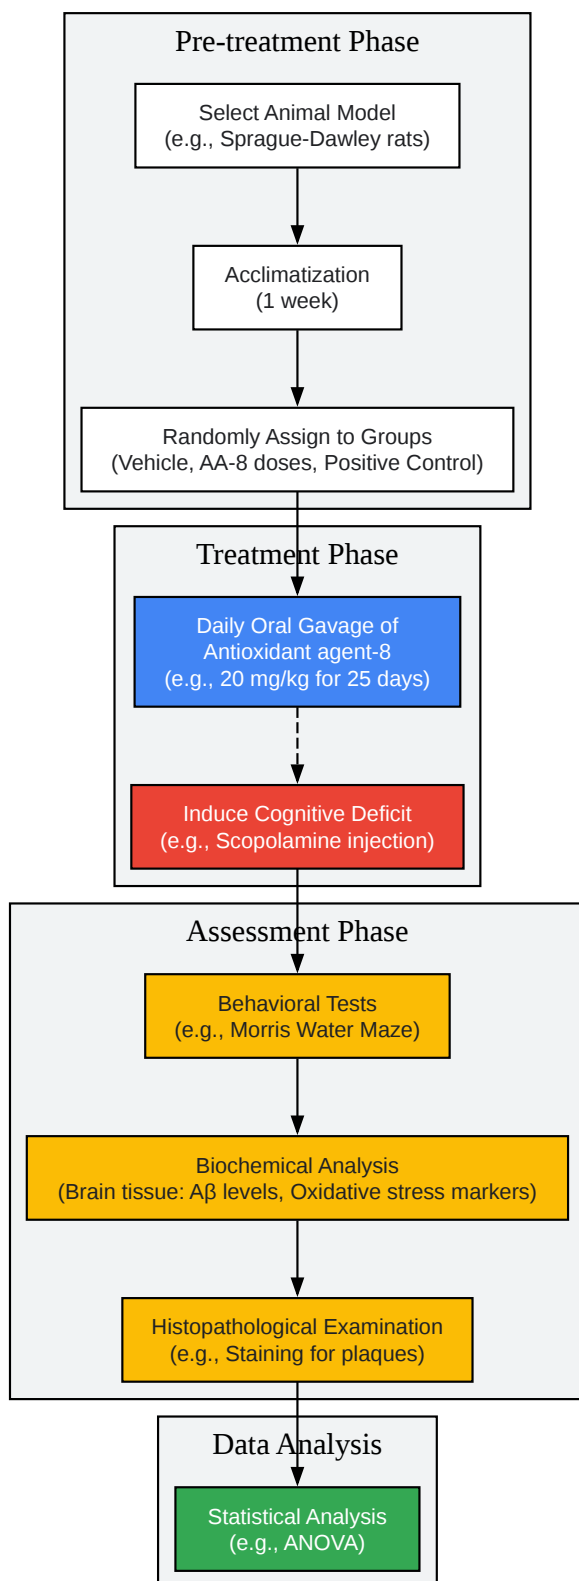 Pre-treatment Phase
Select Animal Model
(e.g., Sprague-Dawley rats)
Acclimatization
(1 week)
Randomly Assign to Groups
(Vehicle, AA-8 doses, Positive Control)
Treatment Phase
Daily Oral Gavage of
Antioxidant agent-8
(e.g., 20 mg/kg for 25 days)
Induce Cognitive Deficit
(e.g., Scopolamine injection)
Assessment Phase
Behavioral Tests
(e.g., Morris Water Maze)
Biochemical Analysis
(Brain tissue: Aβ levels, Oxidative stress markers)
Histopathological Examination
(e.g., Staining for plaques)
Data Analysis
Statistical Analysis
(e.g., ANOVA)